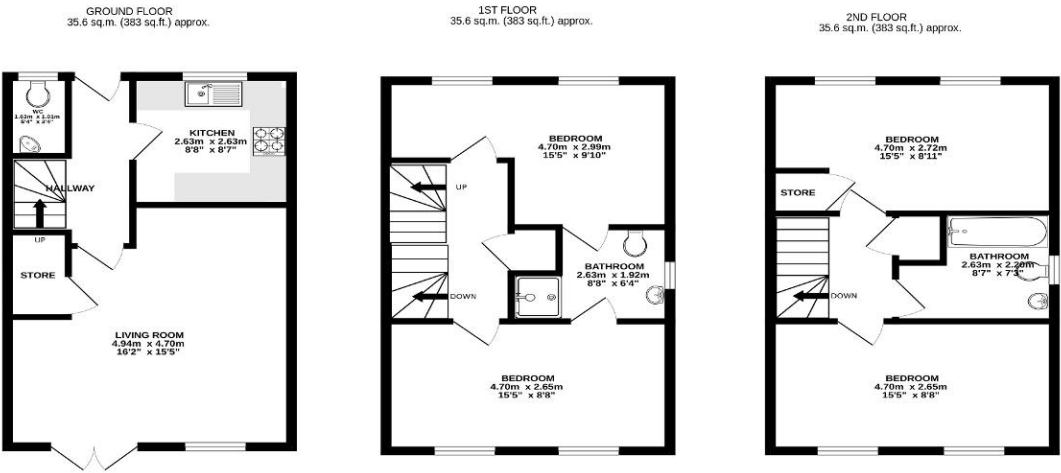 GROUND FLOOR
35.6 sq.m. (383 sq.ft.) approx.
WC
KITCHEN
2.63m x 2.63m
8'8" x 8'7"
HALLWAY
UP
STORE
LIVING ROOM
4.94m x 4.70m
16'2" x 15'5"
1ST FLOOR
35.6 sq.m. (383 sq.ft.) approx.
BEDROOM
4.70m x 2.99m
15'5" x 9'10"
UP
BATHROOM
2.63m x 1.92m
8'8" x 6'4"
DOWN
BEDROOM
4.70m x 2.65m
15'5" x 8'8"
2ND FLOOR
35.6 sq.m. (383 sq.ft.) approx.
BEDROOM
4.70m x 2.72m
15'5" x 8'11"
STORE
BATHROOM
2.63m x 2.20m
8'7" x 7'3"
DOWN
BEDROOM
4.70m x 2.65m
15'5" x 8'8"